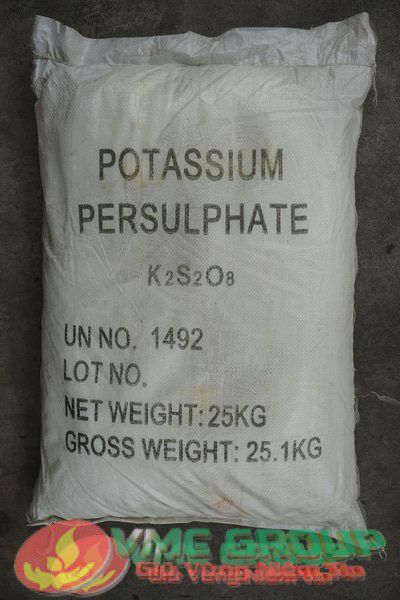 POTASSIUM
PERSULPHATE
K2S2O8
UN NO. 1492
LOT NO.
NET WEIGHT: 25KG
GROSS WEIGHT: 25.1KG
VMC GROUP